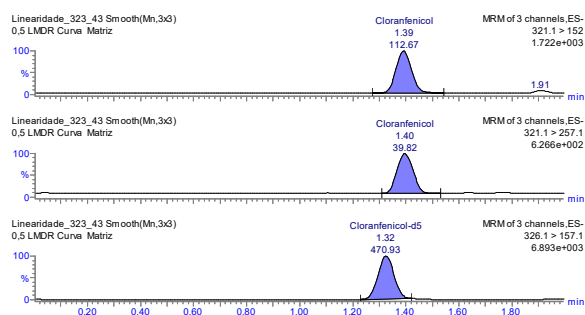 Linearidade_323_43 Smooth(Mn,3x3)
0,5 LMDR Curva Matriz
MRM of 3 channels,ES-
321.1 > 152
1.722e+003
Cloranfenicol
1.39
112.67
1.91
100
%
0
min
Linearidade_323_43 Smooth(Mn,3x3)
0,5 LMDR Curva Matriz
MRM of 3 channels,ES-
321.1 > 257.1
6.266e+002
Cloranfenicol
1.40
39.82
100
%
0
min
Linearidade_323_43 Smooth(Mn,3x3)
0,5 LMDR Curva Matriz
MRM of 3 channels,ES-
326.1 > 157.1
6.893e+003
Cloranfenicol-d5
1.32
470.93
100
%
0
min
0.20 0.40 0.60 0.80 1.00 1.20 1.40 1.60 1.80